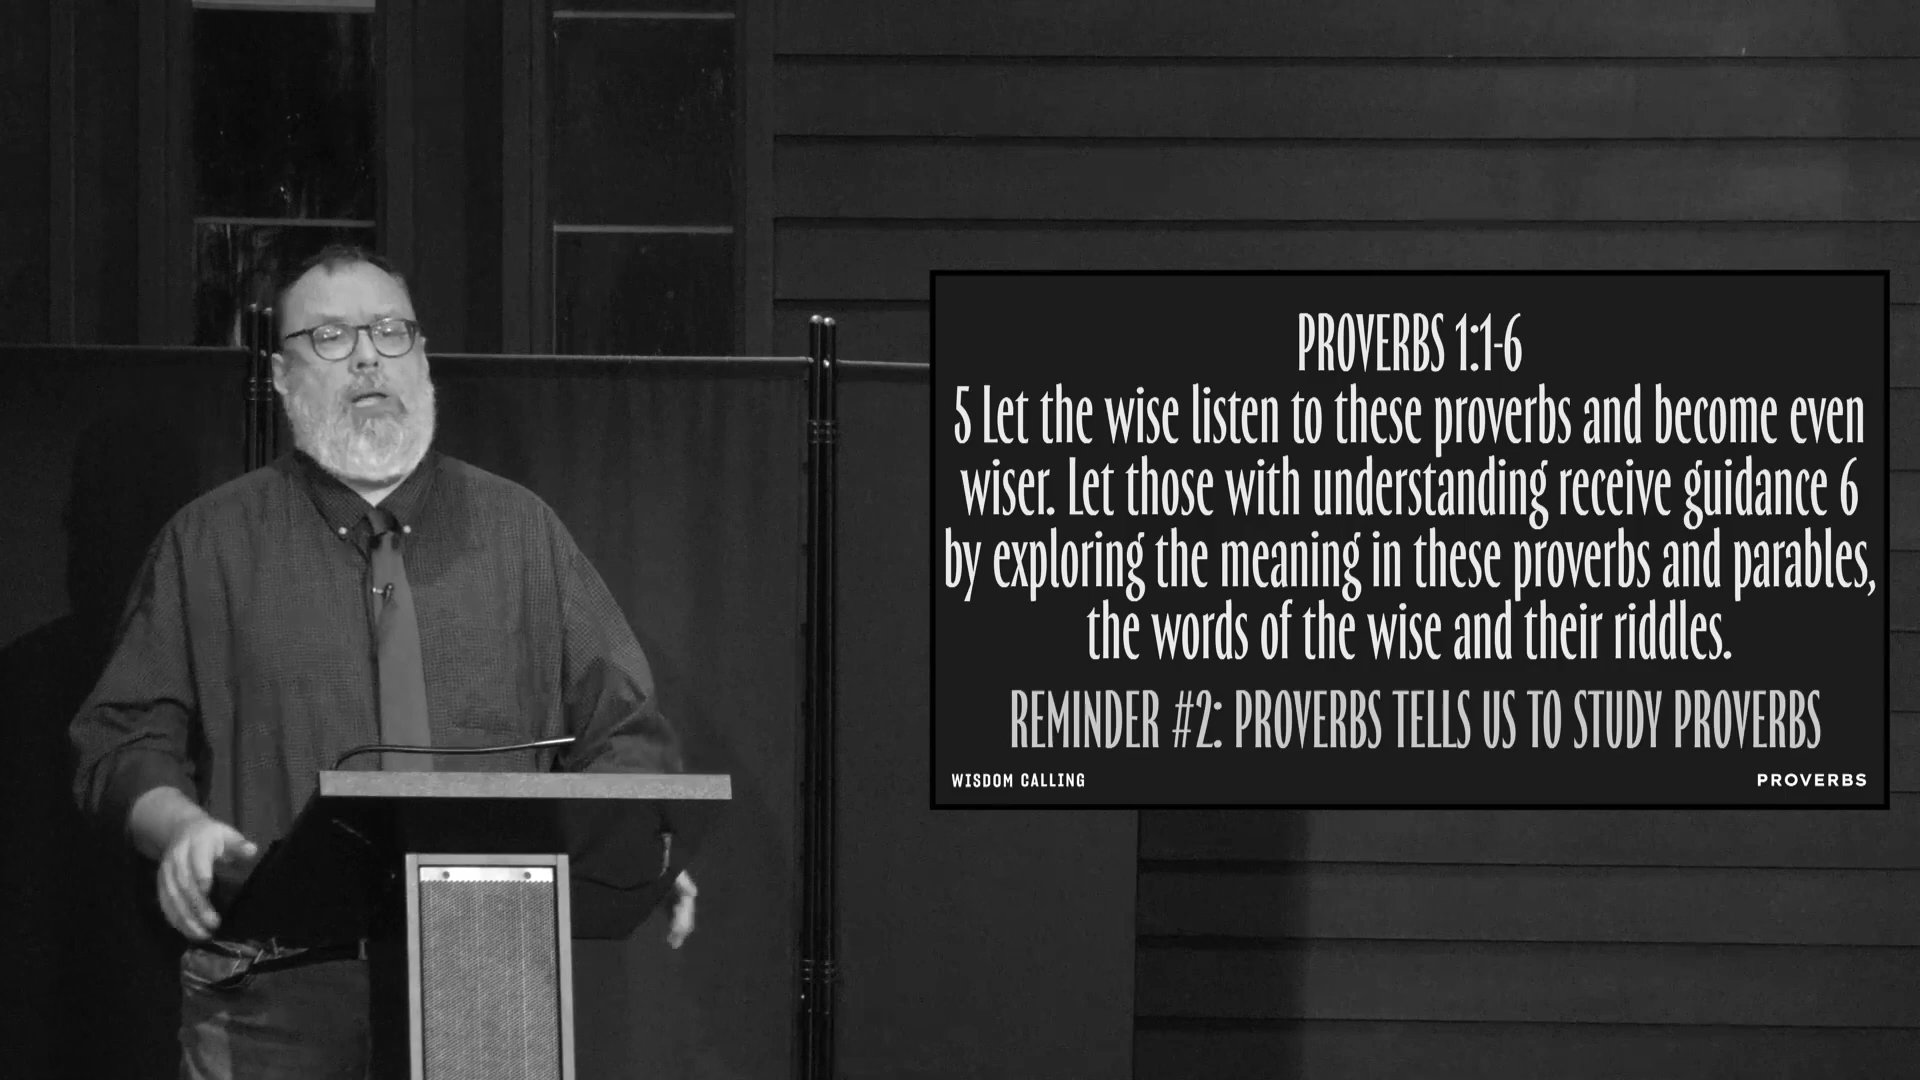 PROVERBS 1:1-6
5 Let the wise listen to these proverbs and become even
wiser. Let those with understanding receive guidance 6
by exploring the meaning in these proverbs and parables,
the words of the wise and their riddles.
REMINDER #2: PROVERBS TELLS US TO STUDY PROVERBS
WISDOM CALLING
PROVERBS